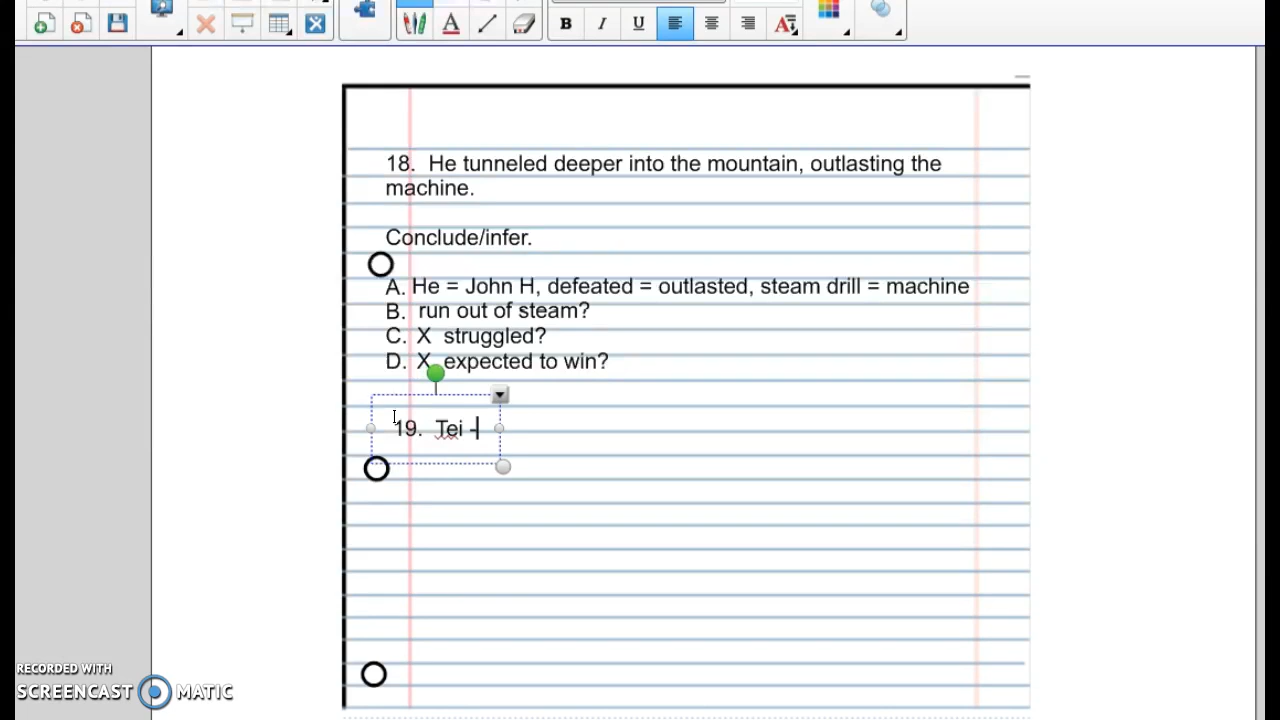 18. He tunneled deeper into the mountain, outlasting the
machine.
Conclude/infer.
A. He = John H, defeated = outlasted, steam drill = machine
B. run out of steam?
C. X struggled?
D. X expected to win?
19. Tei -
RECORDED WITH
SCREENCAST MATIC
B I U A